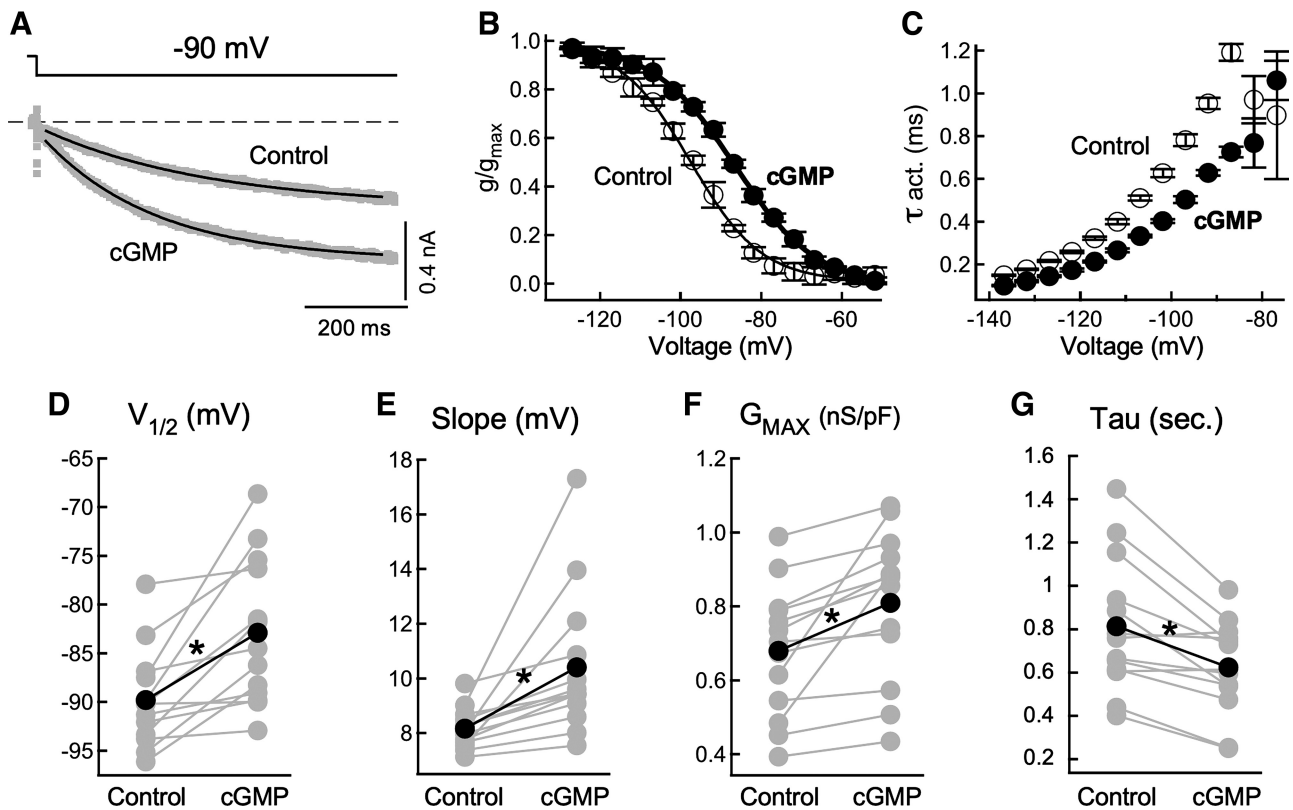 A
-90 mV
Control
cGMP
0.4 nA
200 ms
B
1.0
0.8
0.6
0.4
0.2
0.0
g/gmax
Control
cGMP
-120
-100
-80
-60
Voltage (mV)
C
1.2
1.0
0.8
0.6
0.4
0.2
τ act. (ms)
Control
cGMP
-140
-120
-100
-80
Voltage (mV)
D
V1/2 (mV)
-65
-70
-75
-80
-85
-90
-95
*
Control
cGMP
E
Slope (mV)
18
16
14
12
10
8
*
Control
cGMP
F
GMAX (nS/pF)
1.2
1.0
0.8
0.6
0.4
*
Control
cGMP
G
Tau (sec.)
1.6
1.4
1.2
1
0.8
0.6
0.4
0.2
*
Control
cGMP